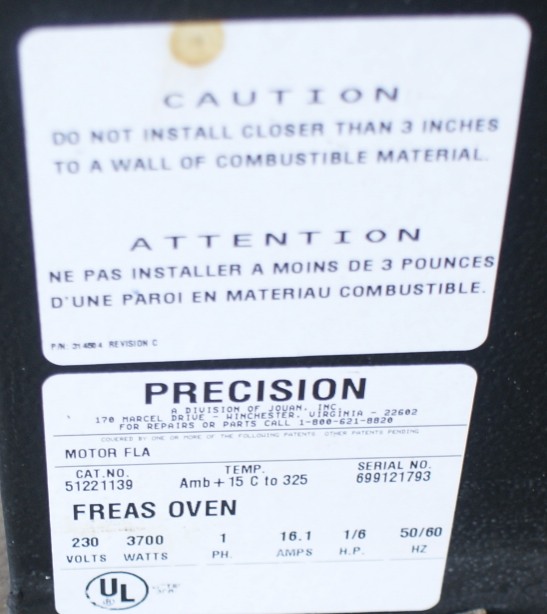 CAUTION
DO NOT INSTALL CLOSER THAN 3 INCHES
TO A WALL OF COMBUSTIBLE MATERIAL.
ATTENTION
NE PAS INSTALLER A MOINS DE 3 POUNCES
D'UNE PAROI EN MATERIAU COMBUSTIBLE.
P/N: 314804 REVISION C
PRECISION
A DIVISION OF JOUAN, INC.
170 MARCEL DRIVE - WINCHESTER, VIRGINIA - 22602
FOR REPAIRS OR PARTS CALL 1-800-621-8820
COVERED BY ONE OR MORE OF THE FOLLOWING PATENTS OTHER PATENTS PENDING
MOTOR FLA
CAT.NO. TEMP. SERIAL NO.
51221139 Amb + 15 C to 325 699121793
FREAS OVEN
230 3700 1 16.1 1/6 50/60
VOLTS WATTS PH. AMPS H.P. HZ
UL